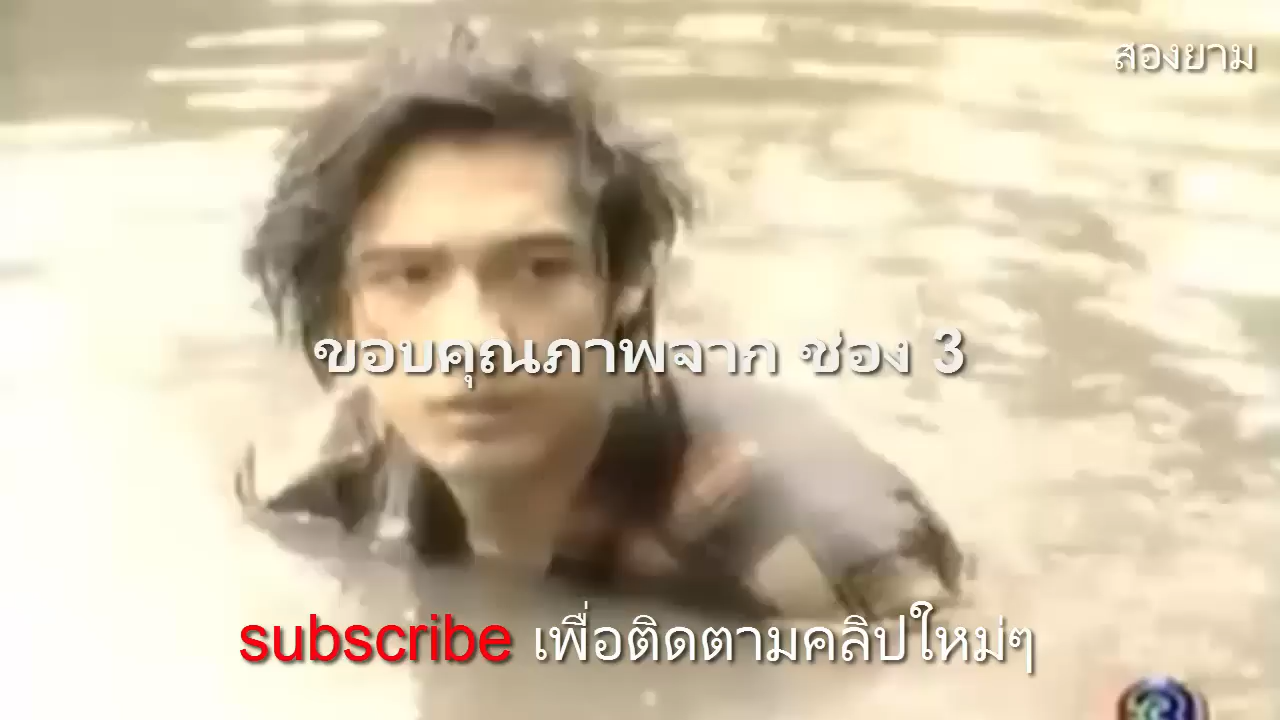 สองยาม
ขอบคุณภาพจาก ช่อง 3
subscribe เพื่อติดตามคลิปใหม่ๆ